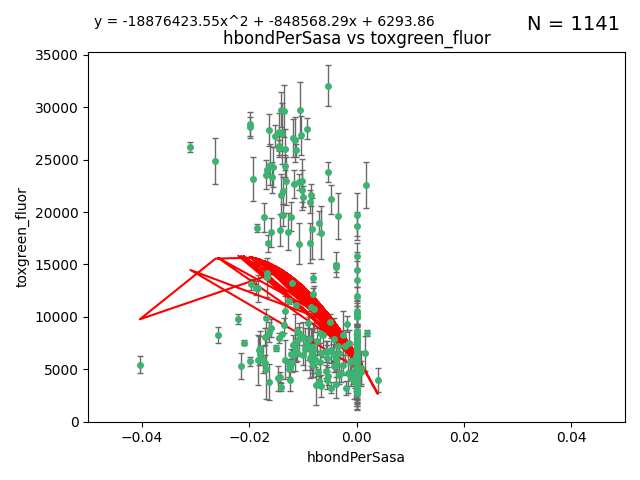 y = -18876423.55x^2 + -848568.29x + 6293.86
N = 1141
hbondPerSasa vs toxgreen_fluor
35000
30000
25000
20000
15000
10000
5000
0
toxgreen_fluor
−0.04
−0.02
0.00
0.02
0.04
hbondPerSasa